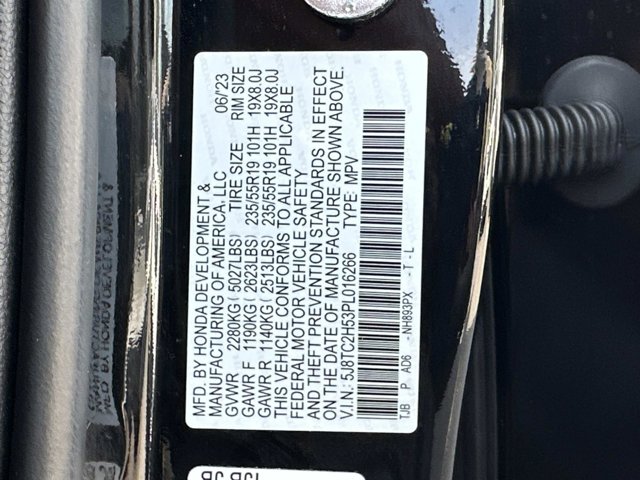 MFD. BY HONDA DEVELOPMENT &
MANUFACTURING OF AMERICA, LLC 06/'23
GVWR 2280KG ( 5027LBS) TIRE SIZE RIM SIZE
GAWR F 1190KG ( 2623LBS) 235/55R19 101H 19X8.0J
GAWR R 1140KG ( 2513LBS) 235/55R19 101H 19X8.0J
THIS VEHICLE CONFORMS TO ALL APPLICABLE
FEDERAL MOTOR VEHICLE SAFETY
AND THEFT PREVENTION STANDARDS IN EFFECT
ON THE DATE OF MANUFACTURE SHOWN ABOVE.
V.I.N: 5J8TC2H53PL016266 TYPE: MPV
TJB P AD6 -NH893PX -T -L